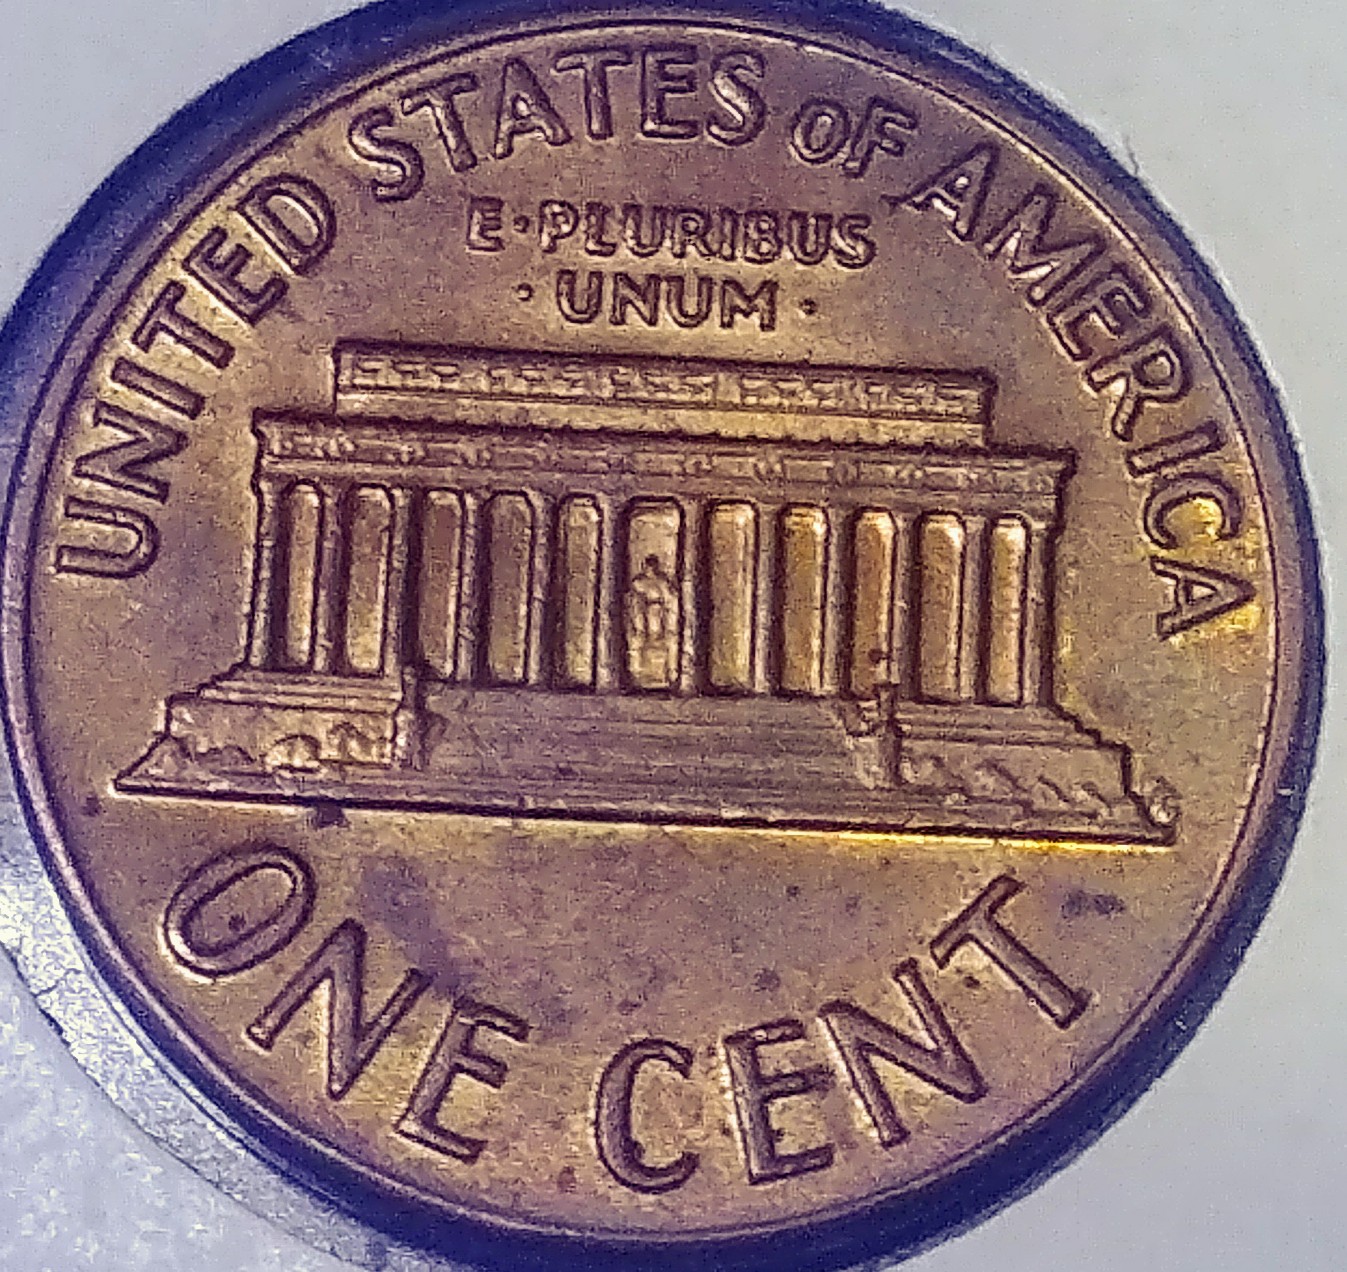 UNITED STATES OF AMERICA
E·PLURIBUS
·UNUM·
ONE CENT